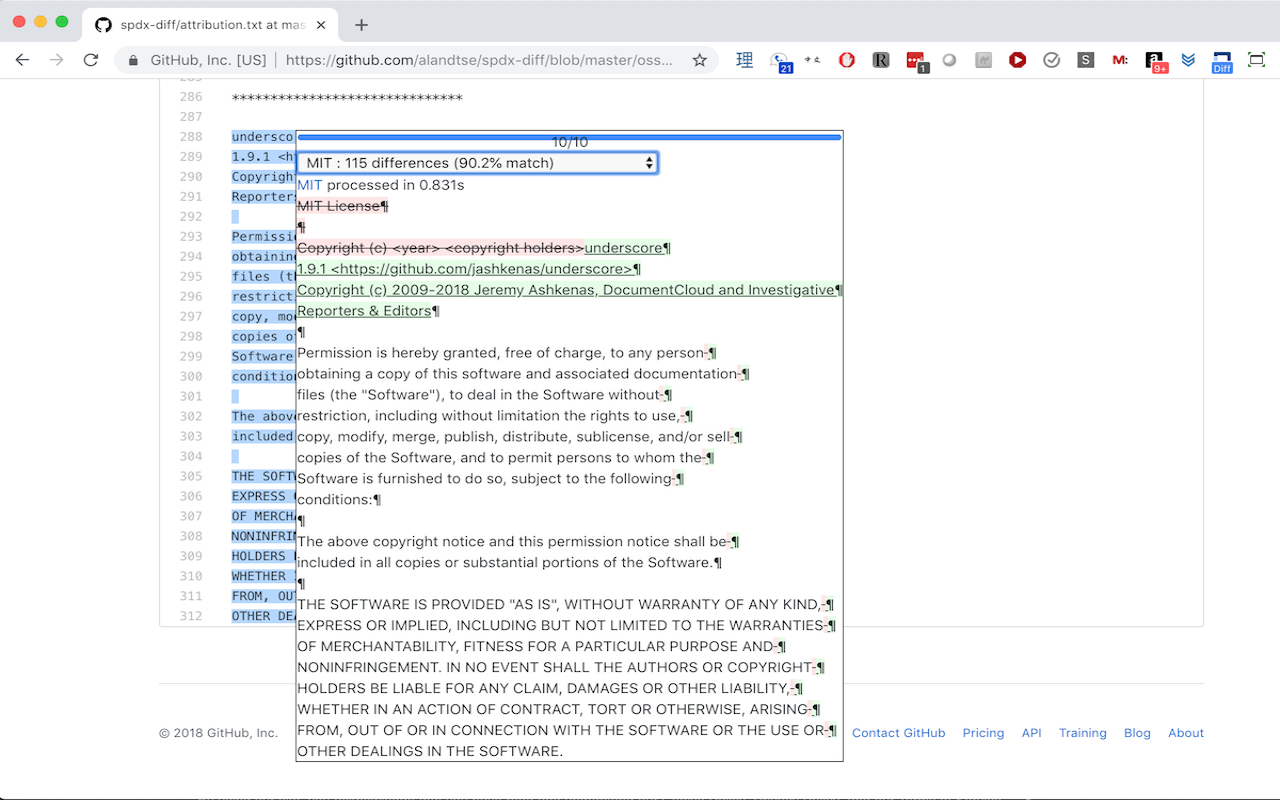 spdx-diff/attribution.txt at mas
GitHub, Inc. [US]
https://github.com/alandtse/spdx-diff/blob/master/oss...
理
21
R
1
S
M:
a
9+
Diff
286 ******************************
287
288 undersco
289 1.9.1 <h
290 Copyrigh
291 Reporter
292
293 Permissi
294 obtainin
295 files (t
296 restricti
297 copy, mo
298 copies o
299 Software
300 conditio
301
302 The abov
303 included
304
305 THE SOFT
306 EXPRESS
307 OF MERCH
308 NONINFRIN
309 HOLDERS
310 WHETHER
311 FROM, OUT
312 OTHER DEA
10/10
MIT : 115 differences (90.2% match)
MIT processed in 0.831s
MIT License¶
¶
Copyright (c) <year> <copyright holders>underscore¶
1.9.1 <https://github.com/jashkenas/underscore>¶
Copyright (c) 2009-2018 Jeremy Ashkenas, DocumentCloud and Investigative¶
Reporters & Editors¶
¶
Permission is hereby granted, free of charge, to any person ¶
obtaining a copy of this software and associated documentation ¶
files (the "Software"), to deal in the Software without ¶
restriction, including without limitation the rights to use, ¶
copy, modify, merge, publish, distribute, sublicense, and/or sell ¶
copies of the Software, and to permit persons to whom the ¶
Software is furnished to do so, subject to the following ¶
conditions:¶
¶
The above copyright notice and this permission notice shall be ¶
included in all copies or substantial portions of the Software.¶
¶
THE SOFTWARE IS PROVIDED "AS IS", WITHOUT WARRANTY OF ANY KIND, ¶
EXPRESS OR IMPLIED, INCLUDING BUT NOT LIMITED TO THE WARRANTIES ¶
OF MERCHANTABILITY, FITNESS FOR A PARTICULAR PURPOSE AND ¶
NONINFRINGEMENT. IN NO EVENT SHALL THE AUTHORS OR COPYRIGHT ¶
HOLDERS BE LIABLE FOR ANY CLAIM, DAMAGES OR OTHER LIABILITY, ¶
WHETHER IN AN ACTION OF CONTRACT, TORT OR OTHERWISE, ARISING ¶
FROM, OUT OF OR IN CONNECTION WITH THE SOFTWARE OR THE USE OR ¶
OTHER DEALINGS IN THE SOFTWARE.
© 2018 GitHub, Inc.
Contact GitHub
Pricing
API
Training
Blog
About